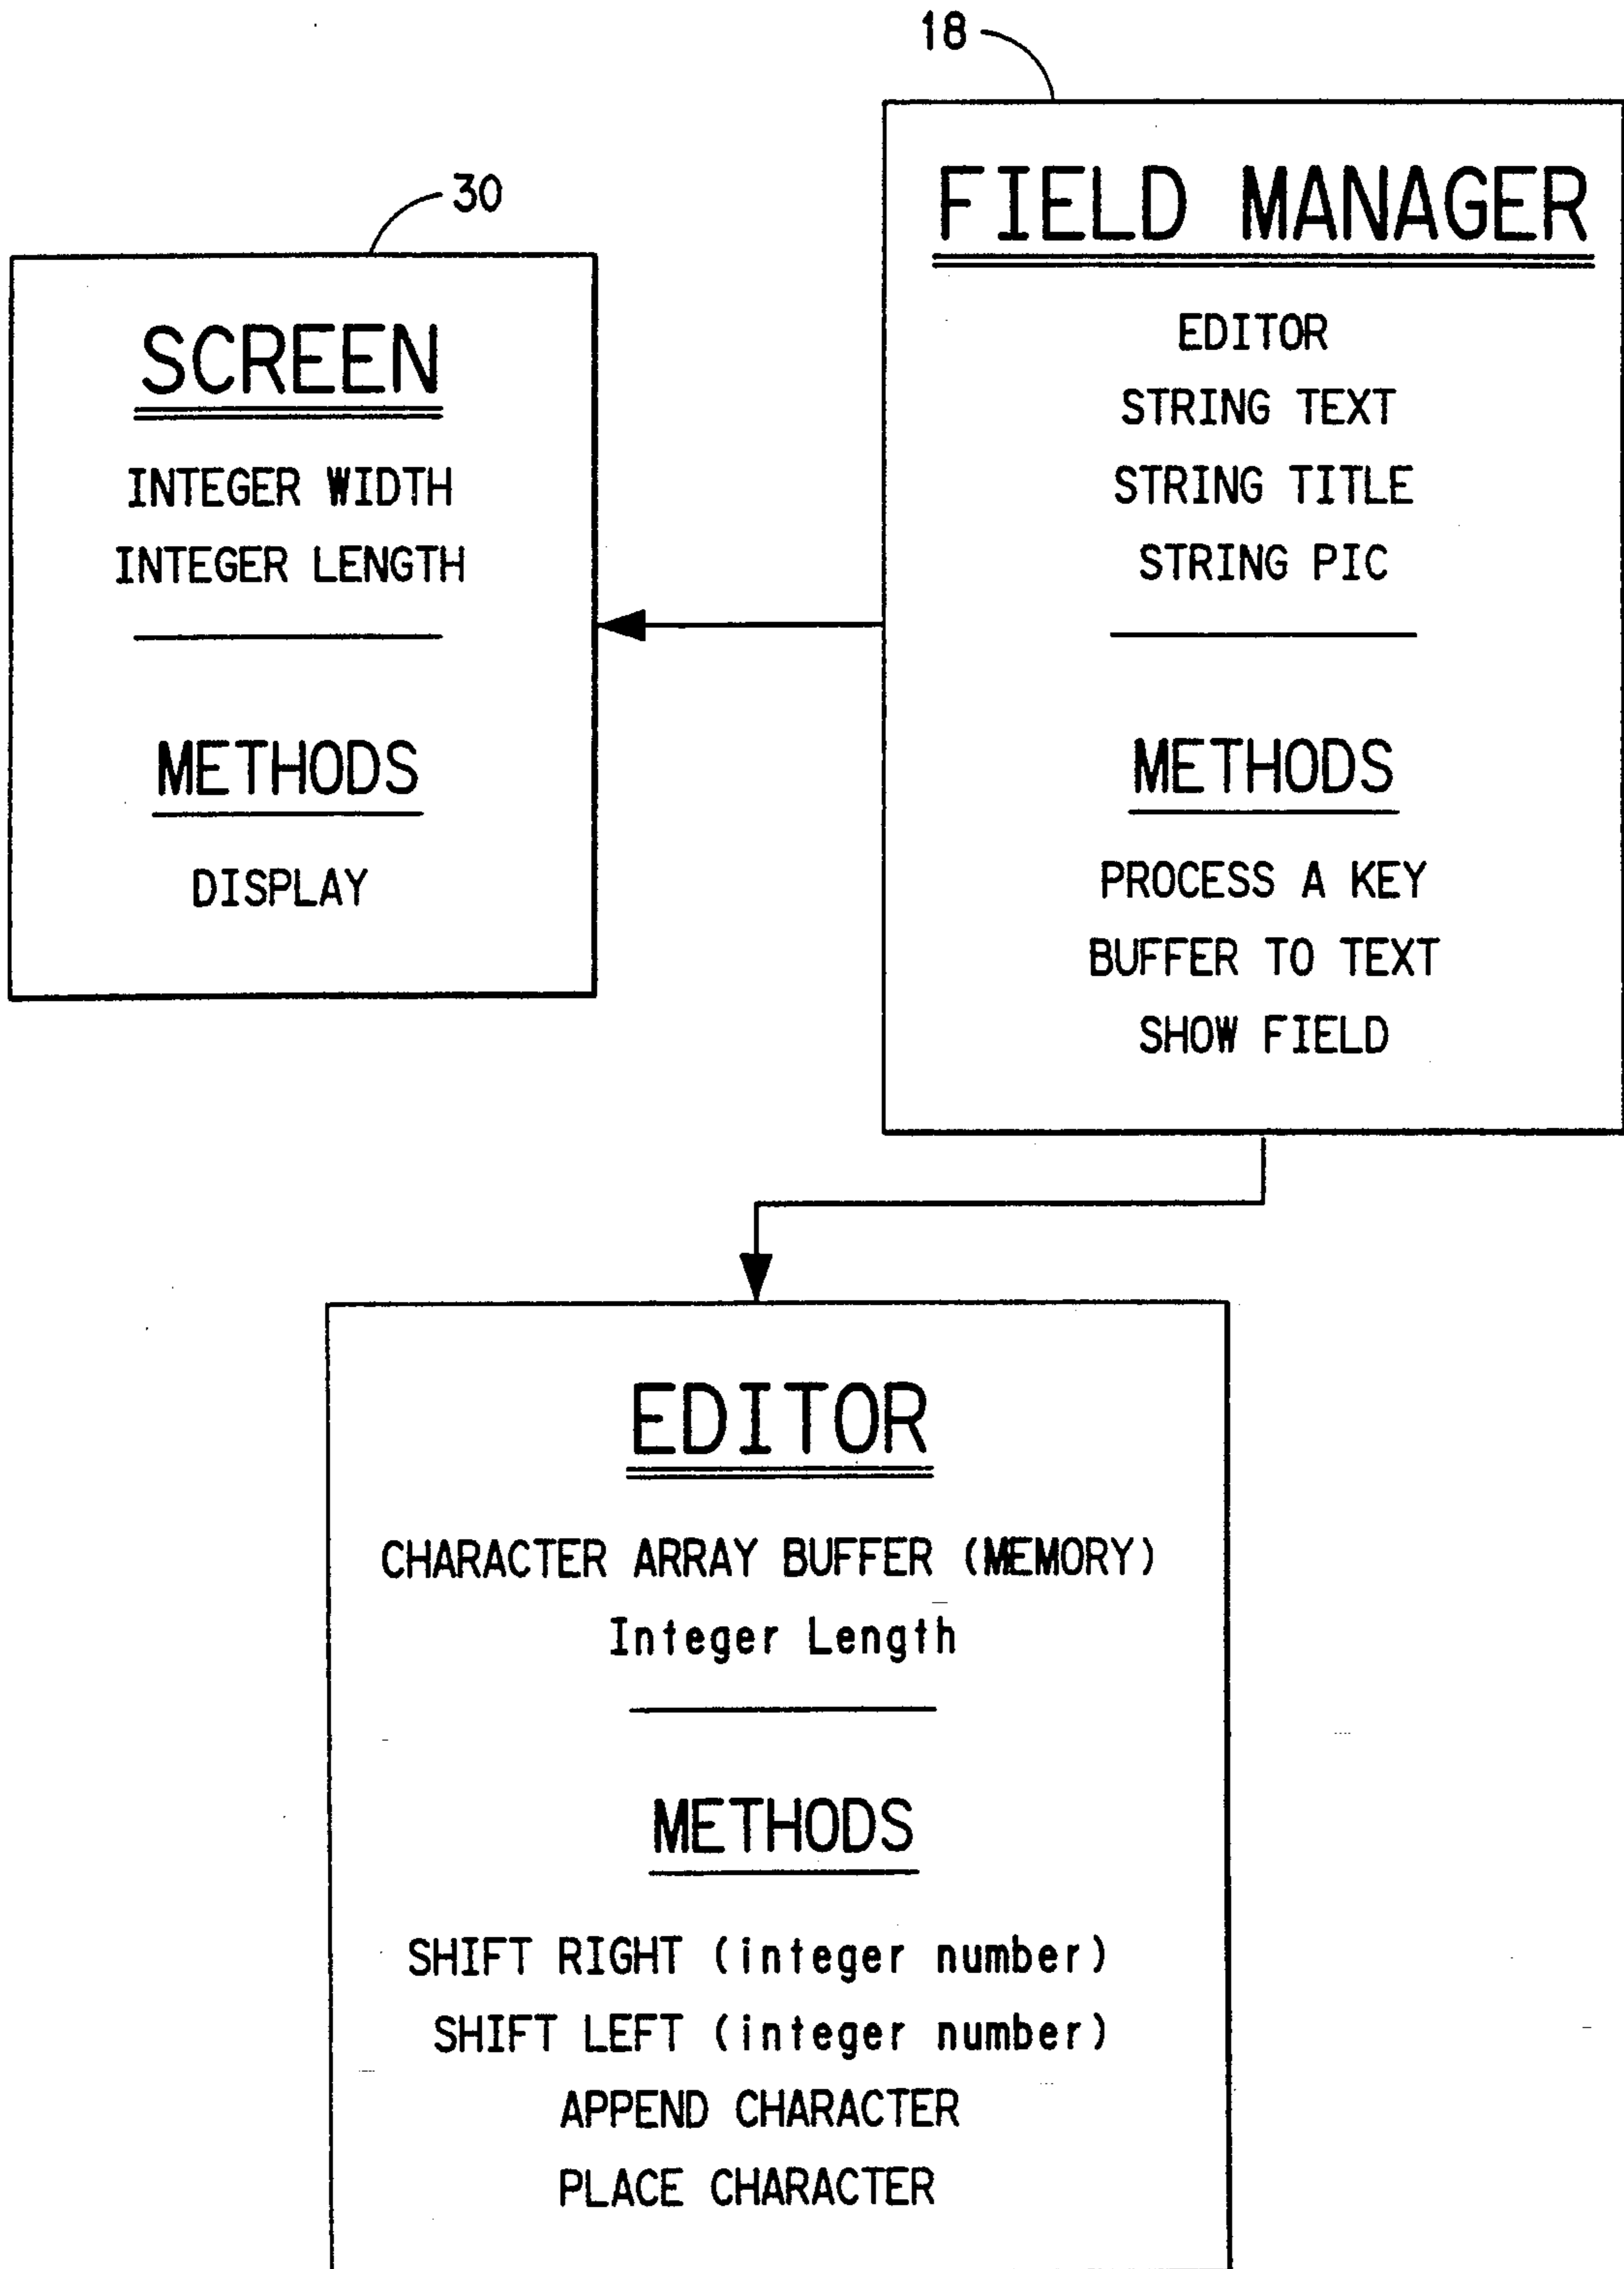 18
FIELD MANAGER
EDITOR
STRING TEXT
STRING TITLE
STRING PIC
METHODS
PROCESS A KEY
BUFFER TO TEXT
SHOW FIELD
30
SCREEN
INTEGER WIDTH
INTEGER LENGTH
METHODS
DISPLAY
EDITOR
CHARACTER ARRAY BUFFER (MEMORY)
Integer Length
METHODS
SHIFT RIGHT (integer number)
SHIFT LEFT (integer number)
APPEND CHARACTER
PLACE CHARACTER